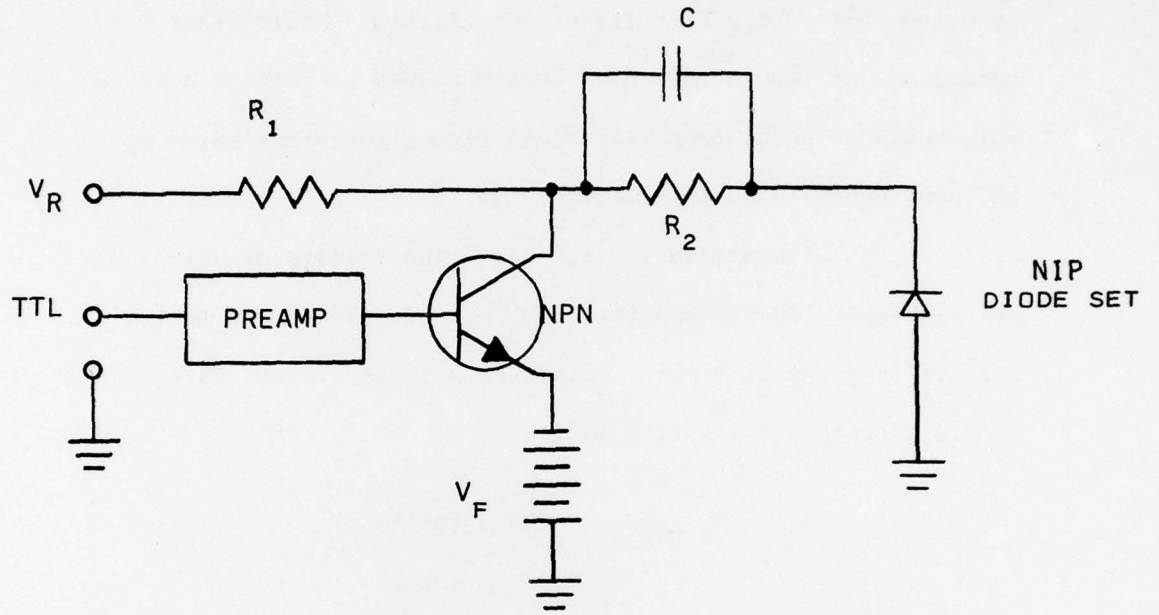 C
R1
VR
R2
TTL
PREAMP
NPN
NIP
DIODE SET
VF